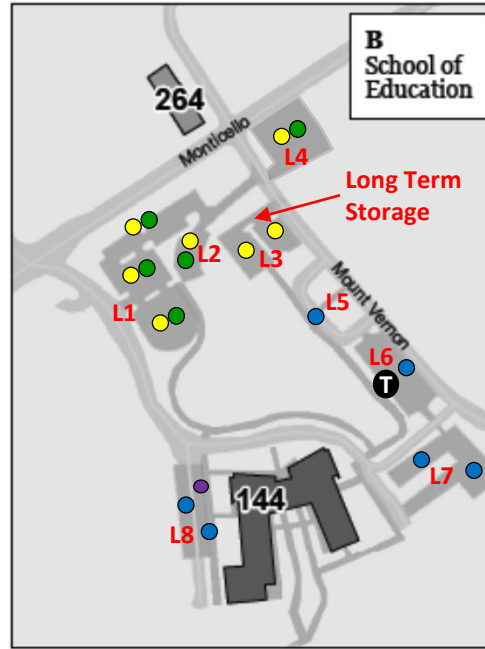 B
School of
Education
264
Monticello
L4
Long Term
Storage
L2
L3
L1
L5
Mount Vernon
L6
T
L7
144
L8